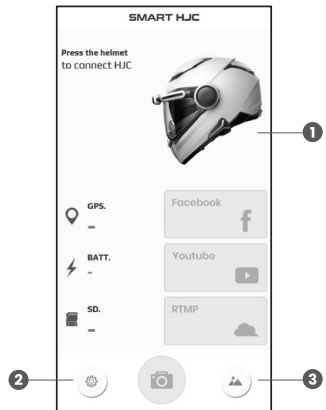 SMART HJC
Press the helmet
to connect HJC
1
GPS.
–
Facebook
BATT.
-
Youtube
SD.
–
RTMP
2
3